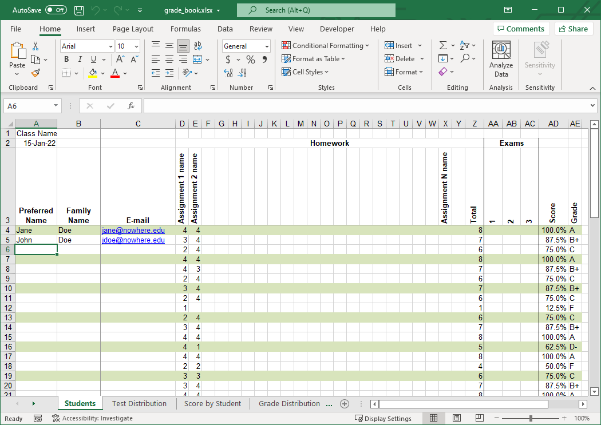 AutoSave Off grade_book.xlsx Search (Alt+Q)
File Home Insert Page Layout Formulas Data Review View Developer Help Comments Share
Paste Arial 10 A A General Conditional Formatting Insert Analyze Data Sensitivity
B I U A $ % Format as Table Delete
Cell Styles Format
Clipboard Font Alignment Number Styles Cells Editing Analysis Sensitivity
A6 fx
A B C D E F G H I J K L M N O P Q R S T U V W X Y Z AA AB AC AD AE
1 Class Name
2 15-Jan-22 Homework Exams
3 Preferred Name Family Name E-mail Assignment 1 name Assignment 2 name Assignment N name Total 1 2 3 Score Grade
4 Jane Doe jane@nowhere.edu 4 4 8 100.0% A
5 John Doe jdoe@nowhere.edu 3 4 7 87.5% B+
6 2 4 6 75.0% C
7 4 4 8 100.0% A
8 4 3 7 87.5% B+
9 2 4 6 75.0% C
10 3 4 7 87.5% B+
11 2 4 6 75.0% C
12 1 1 12.5% F
13 2 4 6 75.0% C
14 3 4 7 87.5% B+
15 4 4 8 100.0% A
16 4 1 5 62.5% D-
17 4 4 8 100.0% A
18 2 2 4 50.0% F
19 3 3 6 75.0% C
20 3 4 7 87.5% B+
21 4 4 8 100.0% A
Students Test Distribution Score by Student Grade Distribution ...
Ready Accessibility: Investigate Display Settings 100%